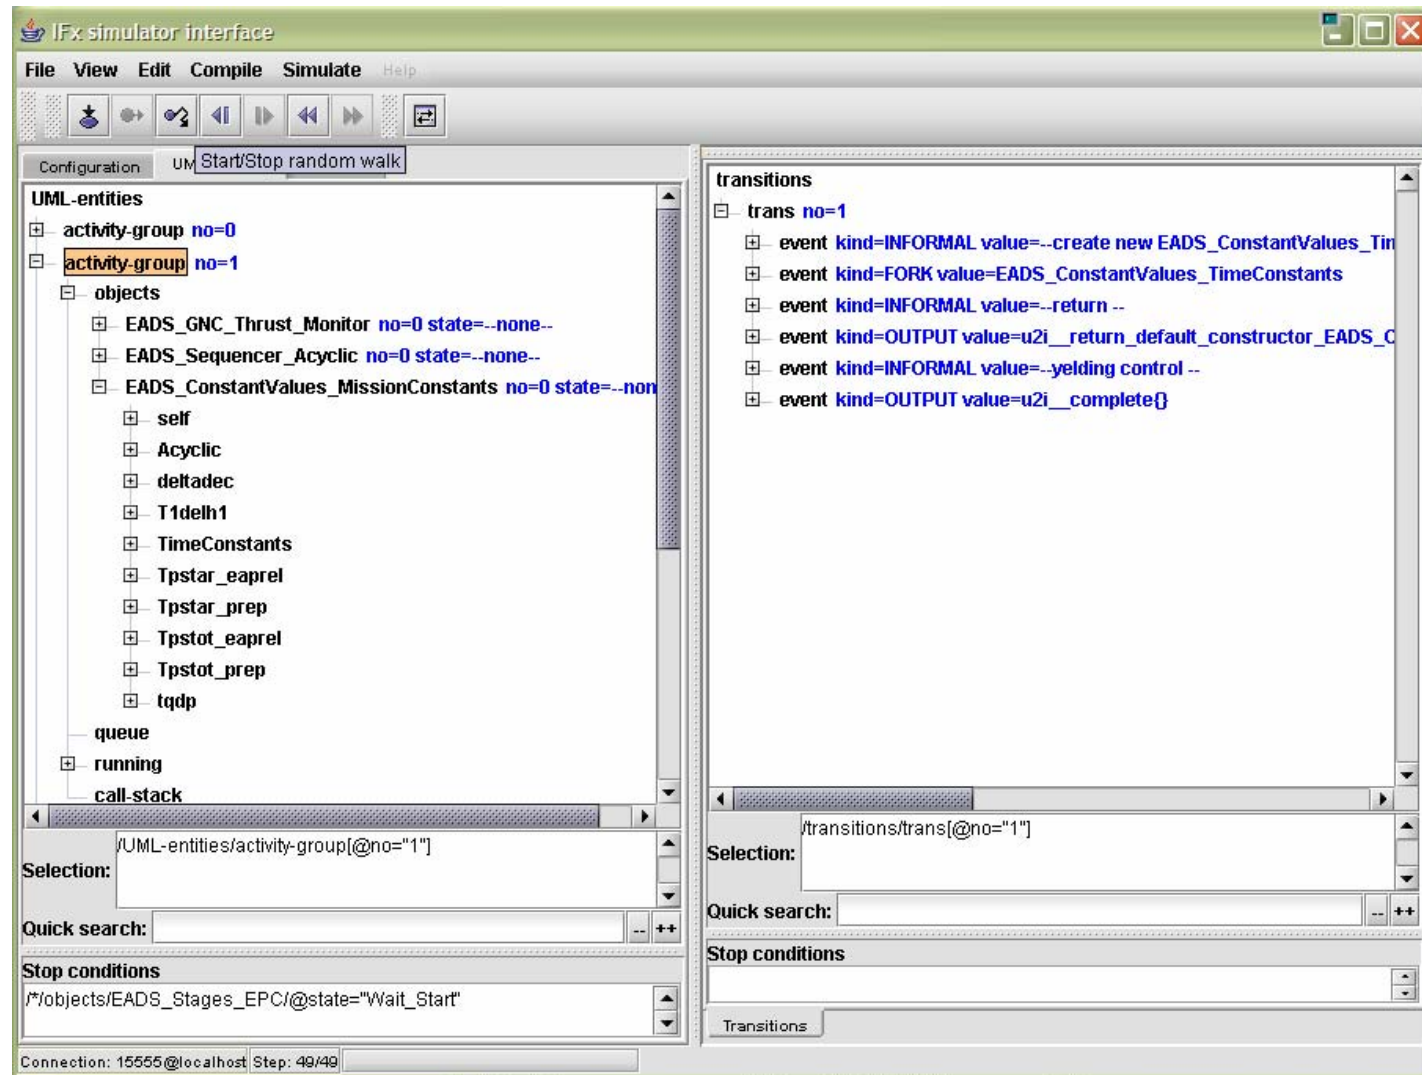 IFx simulator interface
File View Edit Compile Simulate Help
Configuration UM Start/Stop random walk
UML-entities
activity-group no=0
activity-group no=1
objects
EADS_GNC_Thrust_Monitor no=0 state=--none--
EADS_Sequencer_Acyclic no=0 state=--none--
EADS_ConstantValues_MissionConstants no=0 state=--non
self
Acyclic
deltadec
T1delh1
TimeConstants
Tpstar_eaprel
Tpstar_prep
Tpstot_eaprel
Tpstot_prep
tqdp
queue
running
call-stack
Selection: /UML-entities/activity-group[@no="1"]
Quick search: -- ++
Stop conditions
/*/objects/EADS_Stages_EPC/@state="Wait_Start"
transitions
trans no=1
event kind=INFORMAL value=--create new EADS_ConstantValues_Tim
event kind=FORK value=EADS_ConstantValues_TimeConstants
event kind=INFORMAL value=--return --
event kind=OUTPUT value=u2i__return_default_constructor_EADS_C
event kind=INFORMAL value=--yelding control --
event kind=OUTPUT value=u2i__complete{}
Selection: /transitions/trans[@no="1"]
Quick search: -- ++
Stop conditions
Transitions
Connection: 15555@localhost Step: 49/49